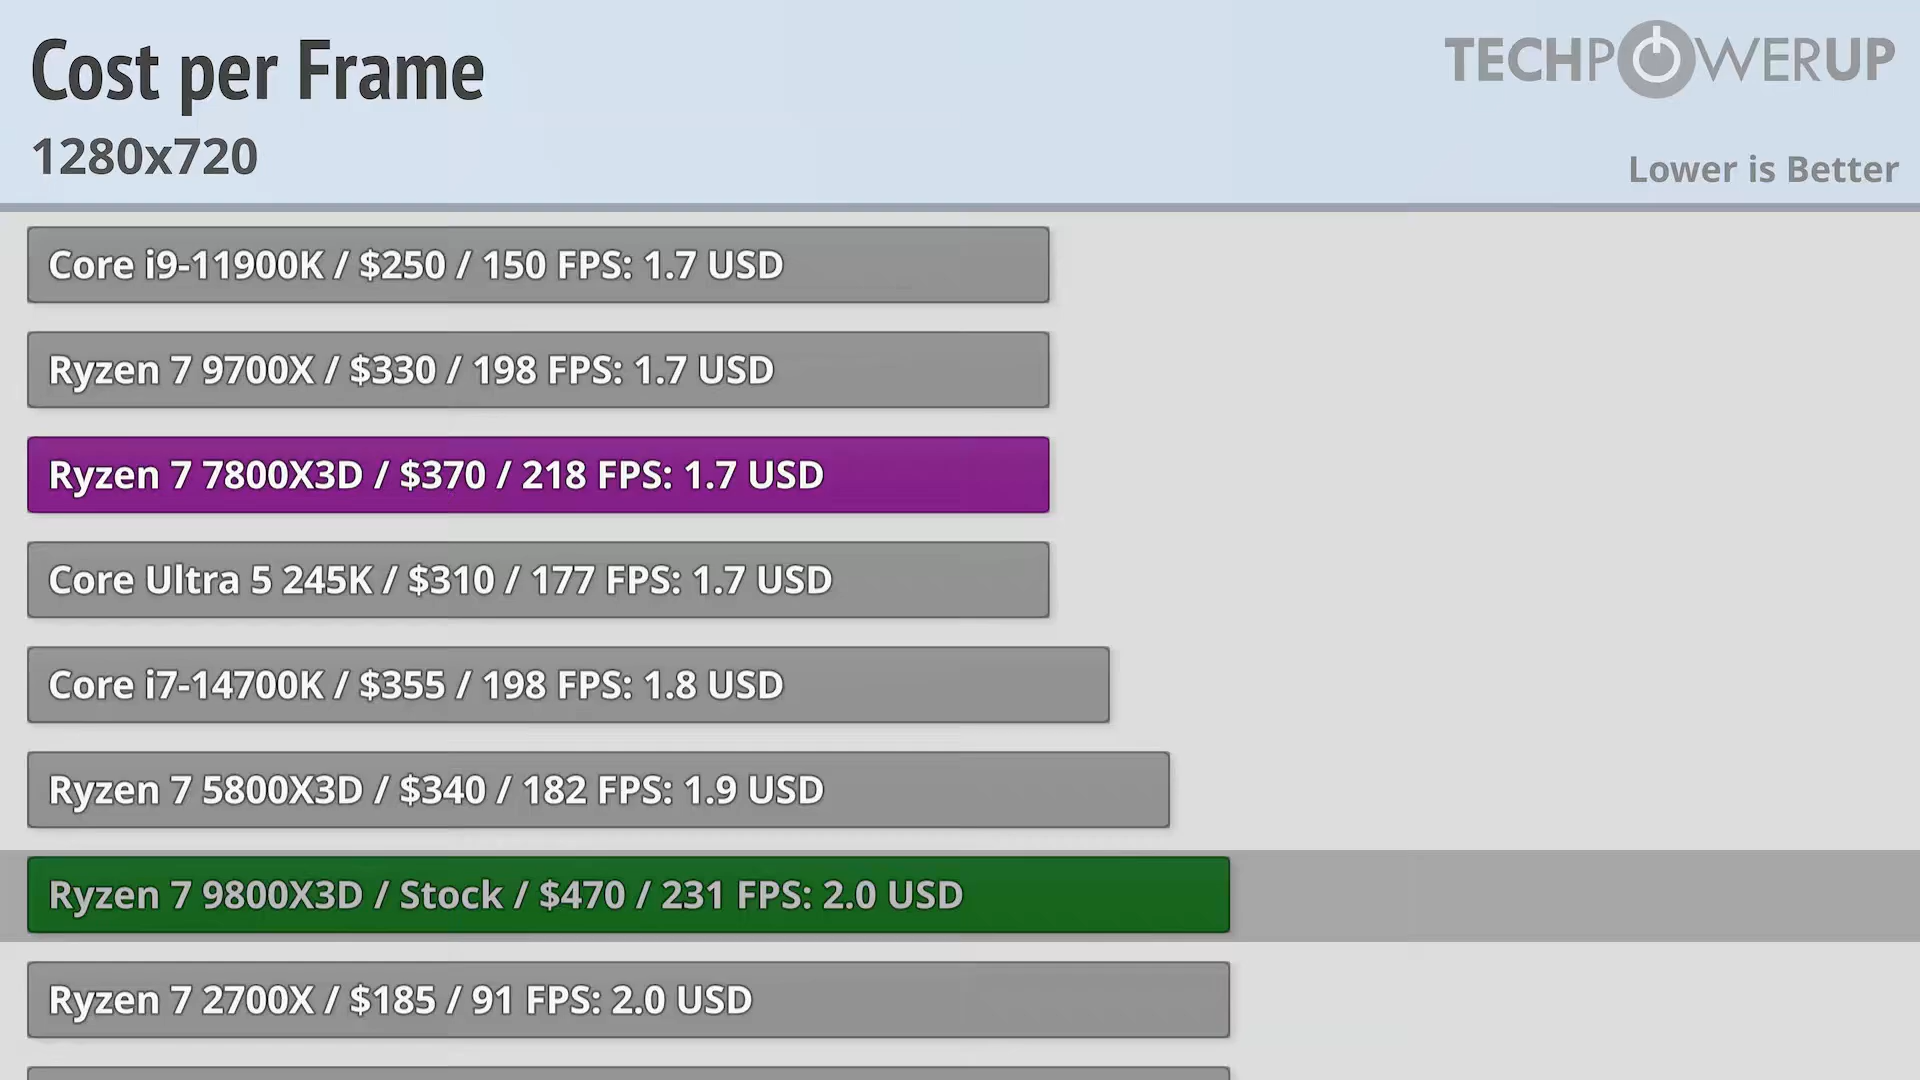 Cost per Frame
TECHPOWERUP
1280x720
Lower is Better
Core i9-11900K / $250 / 150 FPS: 1.7 USD
Ryzen 7 9700X / $330 / 198 FPS: 1.7 USD
Ryzen 7 7800X3D / $370 / 218 FPS: 1.7 USD
Core Ultra 5 245K / $310 / 177 FPS: 1.7 USD
Core i7-14700K / $355 / 198 FPS: 1.8 USD
Ryzen 7 5800X3D / $340 / 182 FPS: 1.9 USD
Ryzen 7 9800X3D / Stock / $470 / 231 FPS: 2.0 USD
Ryzen 7 2700X / $185 / 91 FPS: 2.0 USD